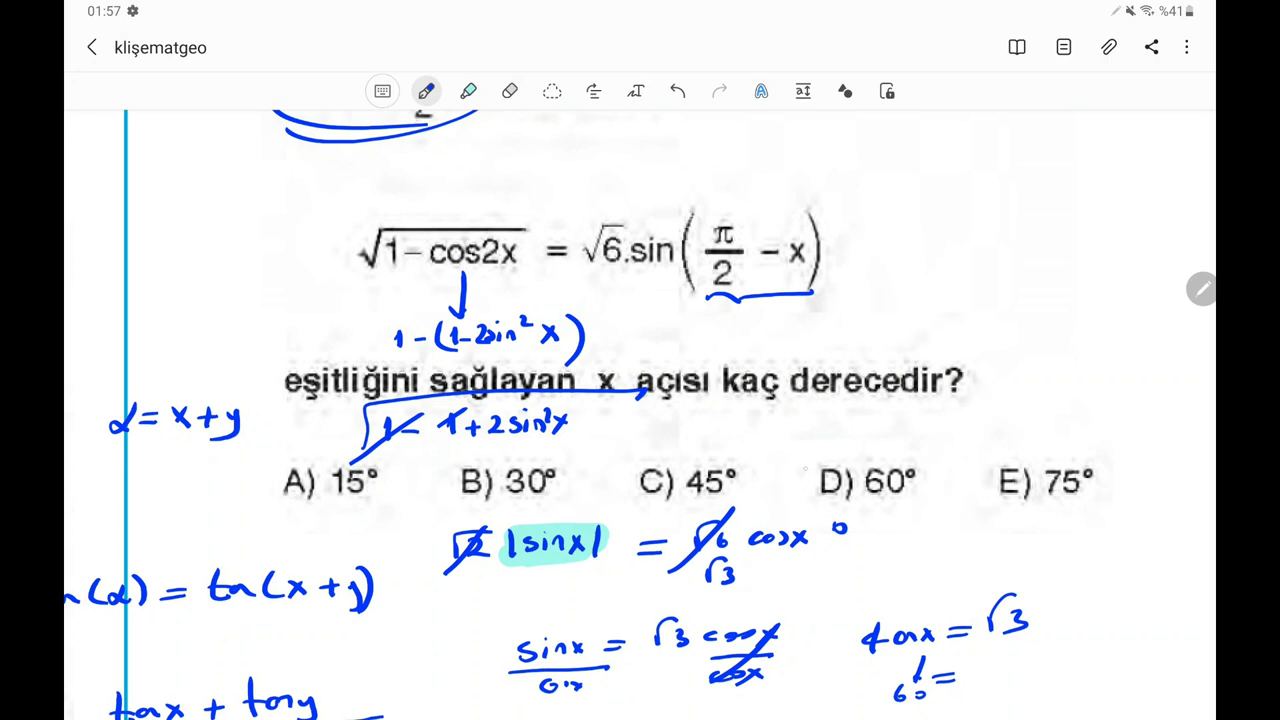 01:57 %41
klişematgeo
√1 - cos2x = √6.sin(π/2 - x)
1 - (1 - 2sin²x)
eşitliğini sağlayan x açısı kaç derecedir?
α = x + y
√1 - 1 + 2sin²x
A) 15° B) 30° C) 45° D) 60° E) 75°
√2 |sinx| = √6 cosx
√3
(α) = tan(x + y)
sinx = √3 cosx
tanx = √3
60 =
tanx + tany